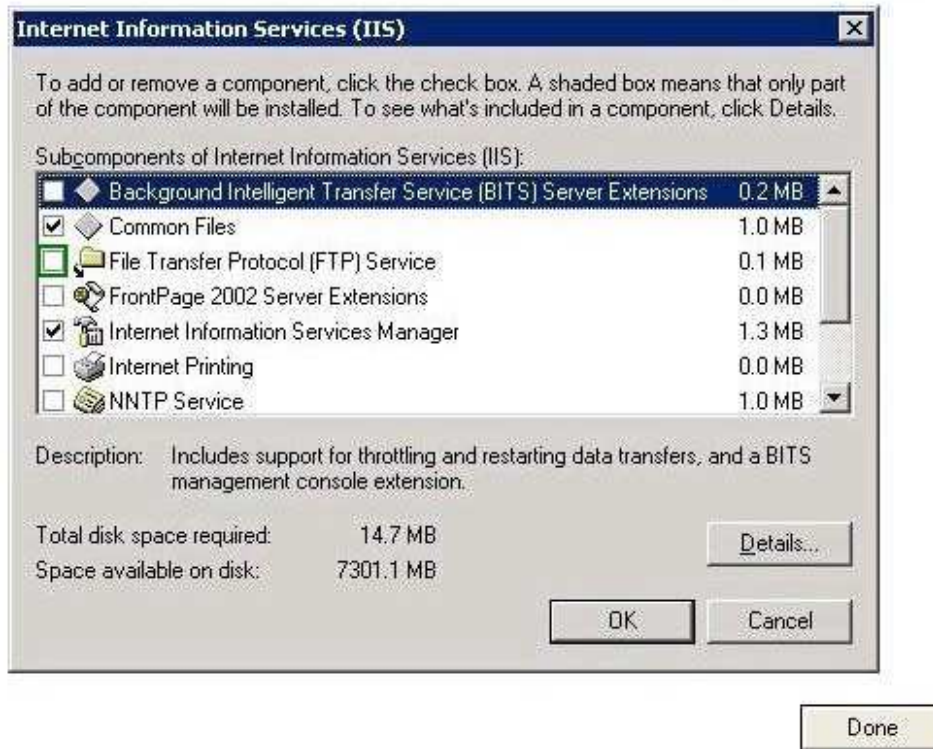 Internet Information Services (IIS)
To add or remove a component, click the check box. A shaded box means that only part
of the component will be installed. To see what's included in a component, click Details.
Subcomponents of Internet Information Services (IIS):
Background Intelligent Transfer Service (BITS) Server Extensions 0.2 MB
Common Files 1.0 MB
File Transfer Protocol (FTP) Service 0.1 MB
FrontPage 2002 Server Extensions 0.0 MB
Internet Information Services Manager 1.3 MB
Internet Printing 0.0 MB
NNTP Service 1.0 MB
Description: Includes support for throttling and restarting data transfers, and a BITS
management console extension.
Total disk space required: 14.7 MB
Details...
Space available on disk: 7301.1 MB
OK Cancel
Done